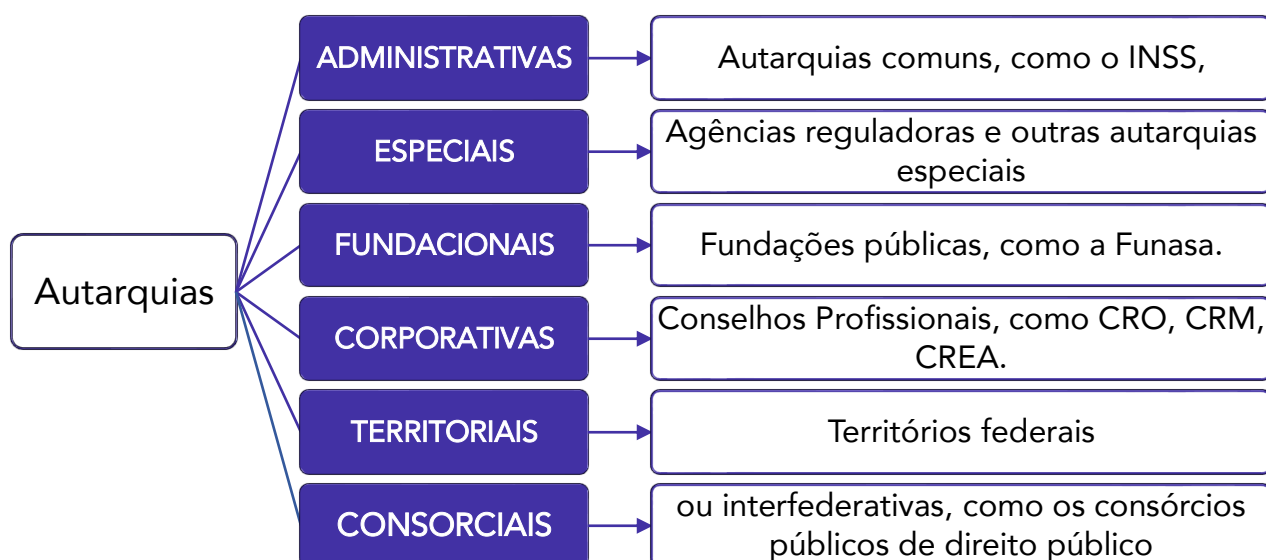 Autarquias
ADMINISTRATIVAS
Autarquias comuns, como o INSS,
ESPECIAIS
Agências reguladoras e outras autarquias
especiais
FUNDACIONAIS
Fundações públicas, como a Funasa.
CORPORATIVAS
Conselhos Profissionais, como CRO, CRM,
CREA.
TERRITORIAIS
Territórios federais
CONSORCIAIS
ou interfederativas, como os consórcios
públicos de direito público